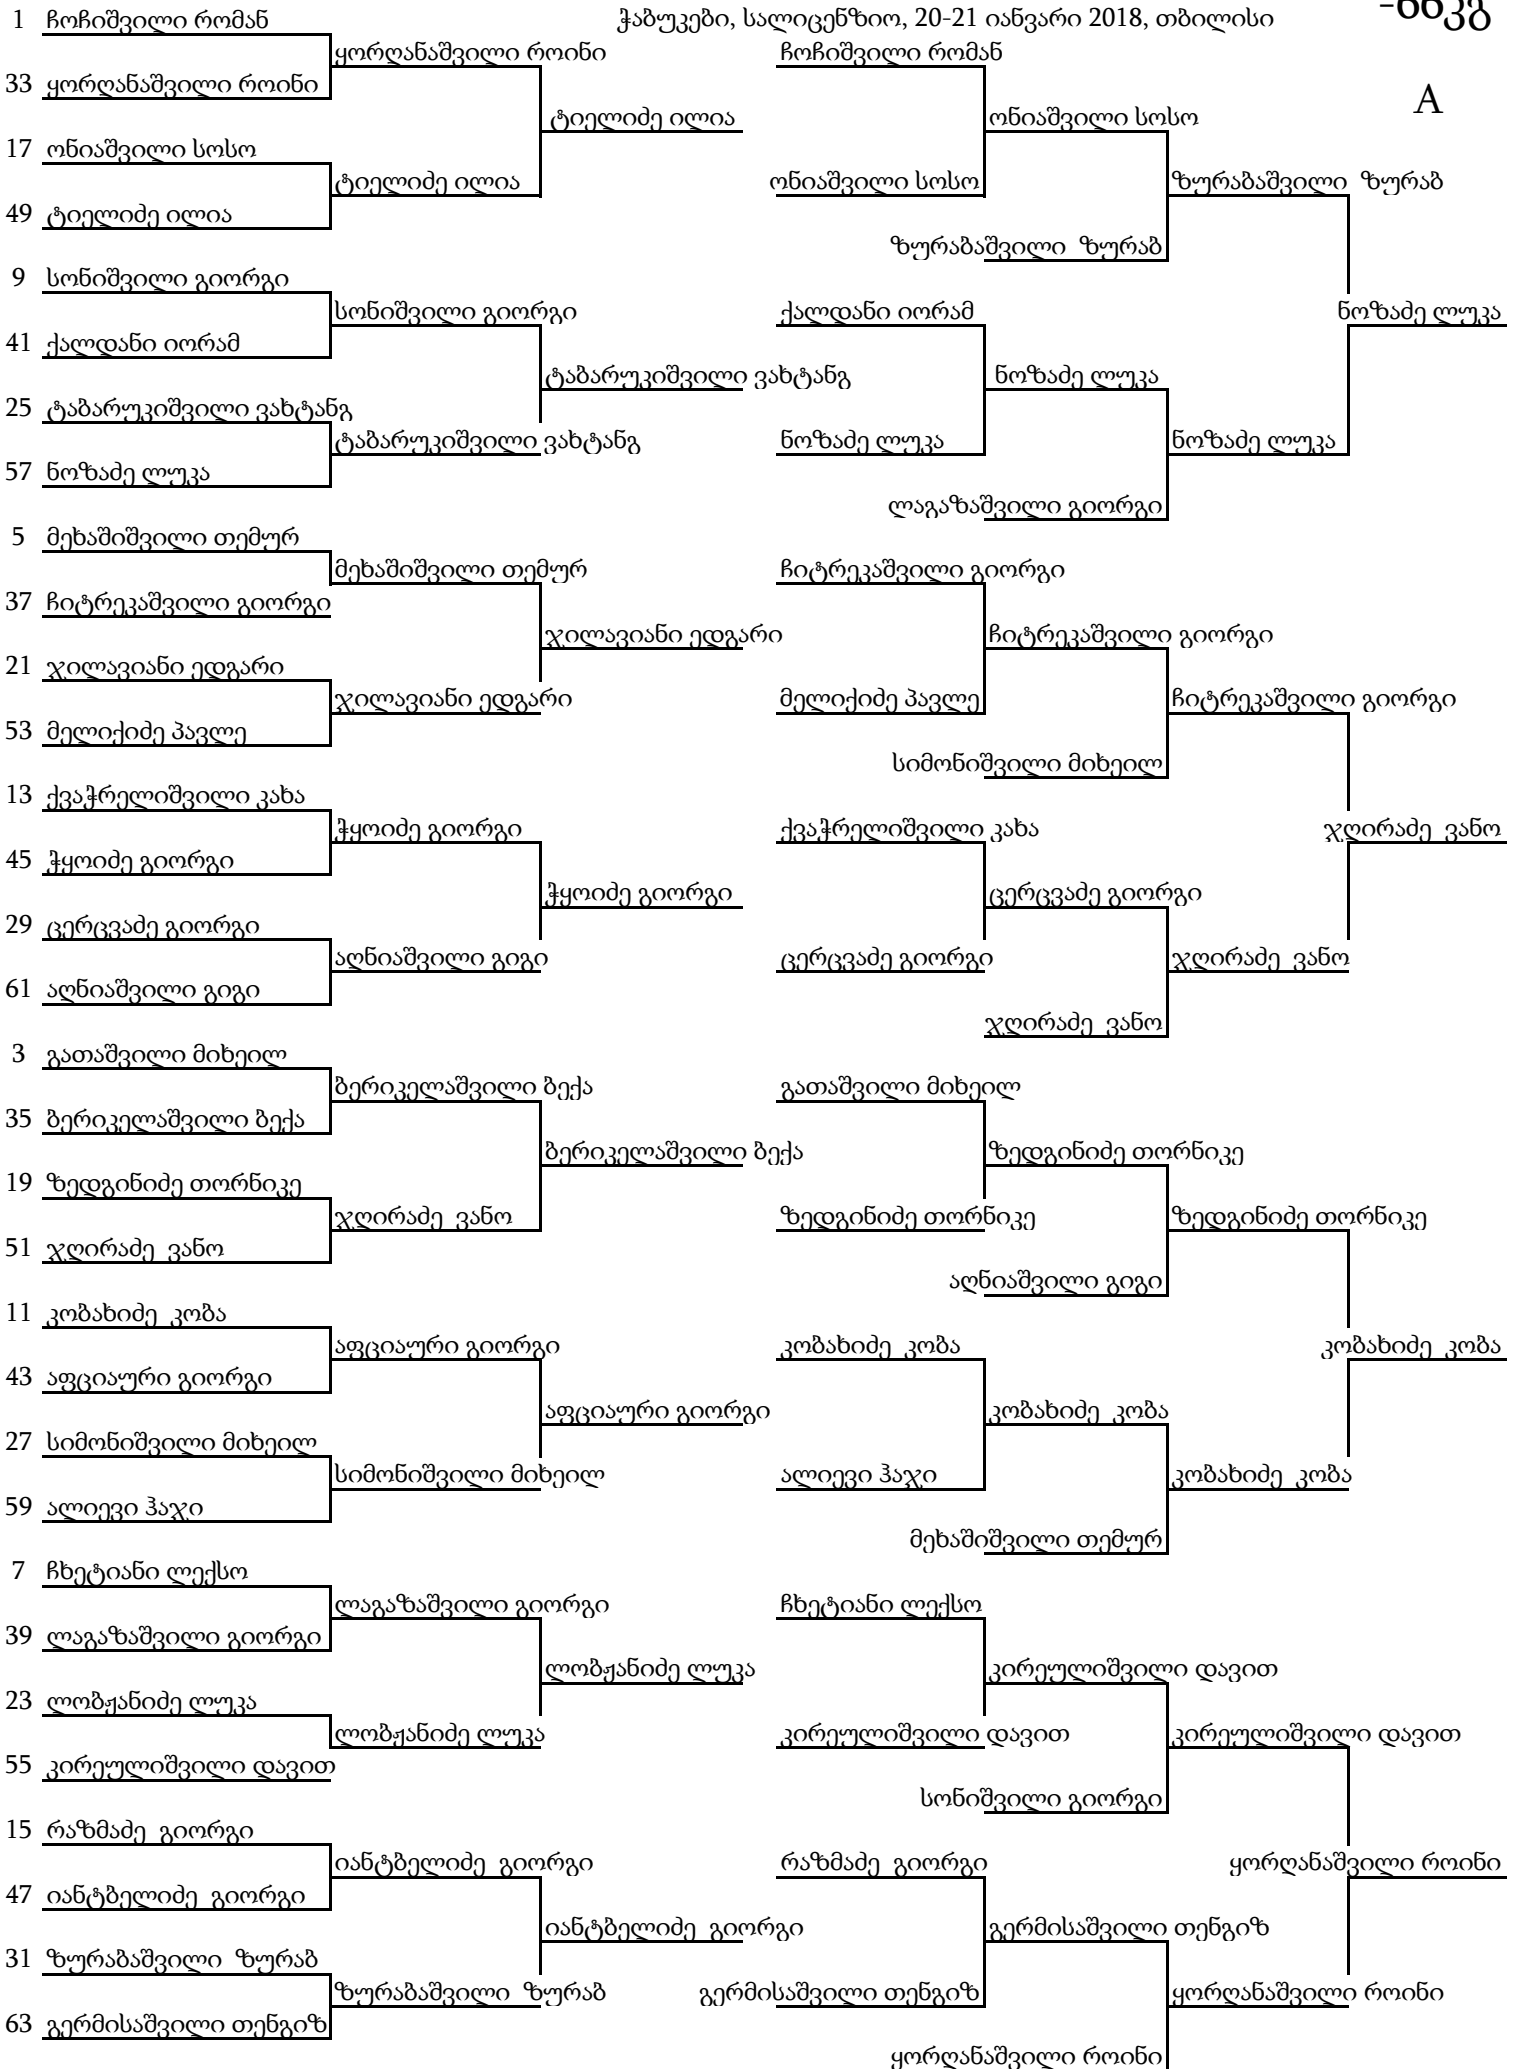 ჭაბუკები, სალიცენზიო, 20-21 იანვარი 2018, თბილისი
-66კგ
A
1 ჩოჩიშვილი რომან
ყორღანაშვილი როინი
33 ყორღანაშვილი როინი
ტიელიძე ილია
17 ონიაშვილი სოსო
ტიელიძე ილია
49 ტიელიძე ილია
9 სონიშვილი გიორგი
სონიშვილი გიორგი
41 ქალდანი იორამ
ტაბარუკიშვილი ვახტანგ
25 ტაბარუკიშვილი ვახტანგ
ტაბარუკიშვილი ვახტანგ
57 ნოზაძე ლუკა
5 მეხაშიშვილი თემურ
მეხაშიშვილი თემურ
37 ჩიტრეკაშვილი გიორგი
ჯილავიანი ედგარი
21 ჯილავიანი ედგარი
ჯილავიანი ედგარი
53 მელიქიძე პავლე
13 ქვაჭრელიშვილი კახა
ჭყოიძე გიორგი
45 ჭყოიძე გიორგი
ჭყოიძე გიორგი
29 ცერცვაძე გიორგი
აღნიაშვილი გიგი
61 აღნიაშვილი გიგი
3 გათაშვილი მიხეილ
ბერიკელაშვილი ბექა
35 ბერიკელაშვილი ბექა
ბერიკელაშვილი ბექა
19 ზედგინიძე თორნიკე
ჯღირაძე ვანო
51 ჯღირაძე ვანო
11 კობახიძე კობა
აფციაური გიორგი
43 აფციაური გიორგი
აფციაური გიორგი
27 სიმონიშვილი მიხეილ
სიმონიშვილი მიხეილ
59 ალიევი ჰაჯი
7 ჩხეტიანი ლექსო
ლაგაზაშვილი გიორგი
39 ლაგაზაშვილი გიორგი
ლობჟანიძე ლუკა
23 ლობჟანიძე ლუკა
ლობჟანიძე ლუკა
55 კირეულიშვილი დავით
15 რაზმაძე გიორგი
იანტბელიძე გიორგი
47 იანტბელიძე გიორგი
იანტბელიძე გიორგი
31 ზურაბაშვილი ზურაბ
ზურაბაშვილი ზურაბ
63 გერმისაშვილი თენგიზ
ჩოჩიშვილი რომან
ონიაშვილი სოსო
ონიაშვილი სოსო
ზურაბაშვილი ზურაბ
ზურაბაშვილი ზურაბ
ნოზაძე ლუკა
ქალდანი იორამ
ნოზაძე ლუკა
ნოზაძე ლუკა
ნოზაძე ლუკა
ლაგაზაშვილი გიორგი
ჩიტრეკაშვილი გიორგი
ჩიტრეკაშვილი გიორგი
მელიქიძე პავლე
ჩიტრეკაშვილი გიორგი
სიმონიშვილი მიხეილ
ჯღირაძე ვანო
ქვაჭრელიშვილი კახა
ცერცვაძე გიორგი
ცერცვაძე გიორგი
ჯღირაძე ვანო
ჯღირაძე ვანო
გათაშვილი მიხეილ
ზედგინიძე თორნიკე
ზედგინიძე თორნიკე
ზედგინიძე თორნიკე
აღნიაშვილი გიგი
კობახიძე კობა
კობახიძე კობა
კობახიძე კობა
ალიევი ჰაჯი
კობახიძე კობა
მეხაშიშვილი თემურ
ჩხეტიანი ლექსო
კირეულიშვილი დავით
კირეულიშვილი დავით
კირეულიშვილი დავით
სონიშვილი გიორგი
ყორღანაშვილი როინი
რაზმაძე გიორგი
გერმისაშვილი თენგიზ
გერმისაშვილი თენგიზ
ყორღანაშვილი როინი
ყორღანაშვილი როინი